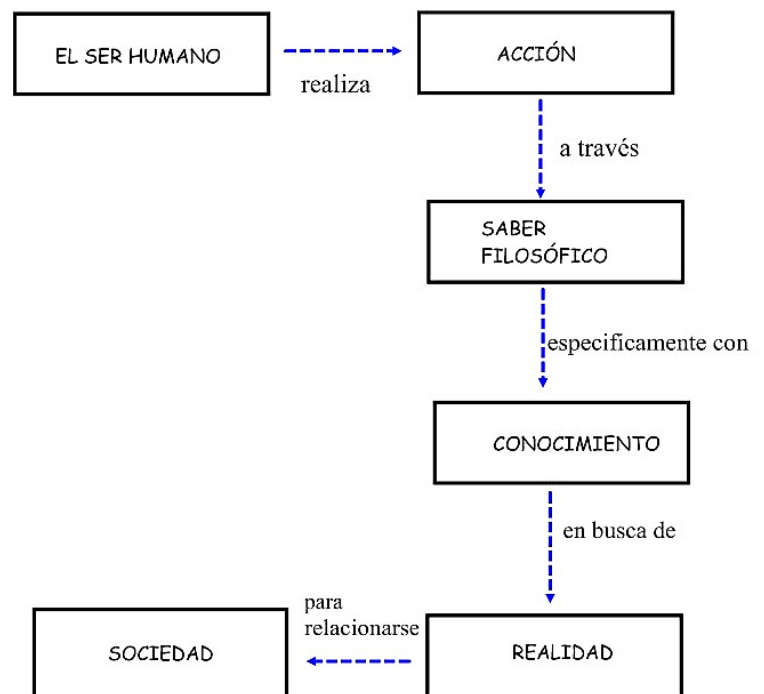 EL SER HUMANO
realiza
ACCIÓN
a través
SABER
FILOSÓFICO
especificamente con
CONOCIMIENTO
en busca de
REALIDAD
para
relacionarse
SOCIEDAD